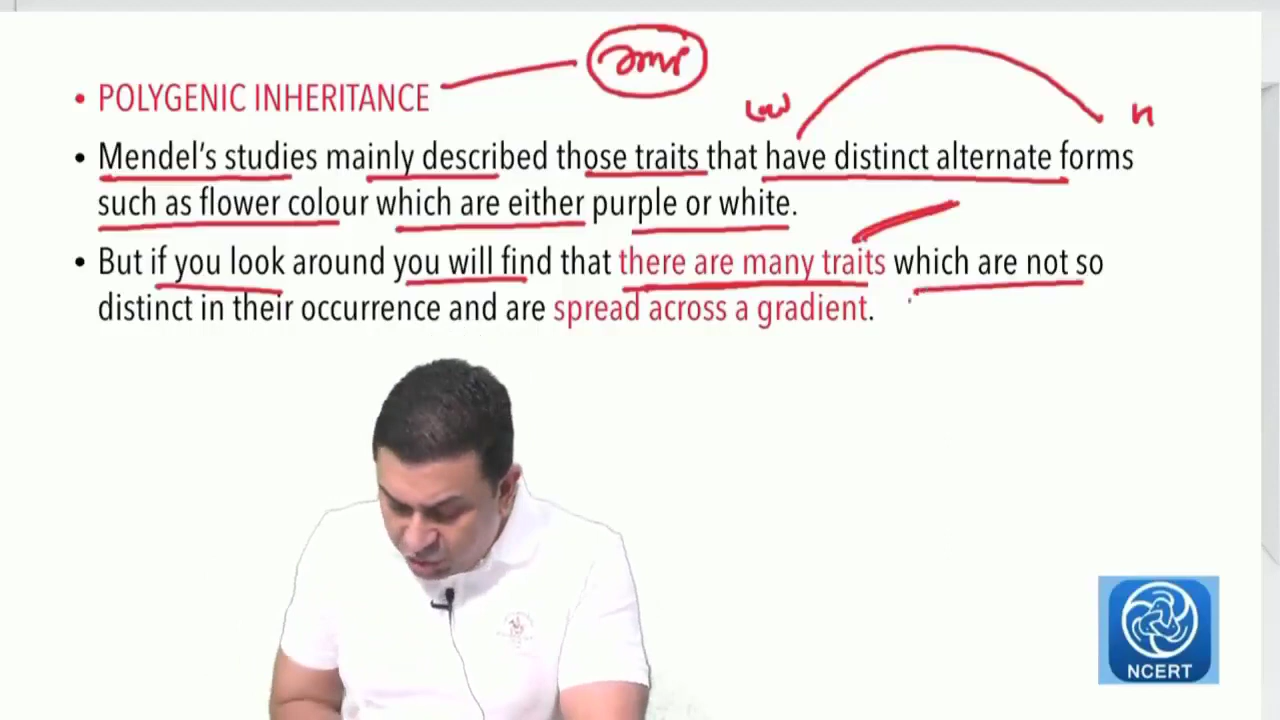 • POLYGENIC INHERITANCE
Low
H
• Mendel's studies mainly described those traits that have distinct alternate forms
such as flower colour which are either purple or white.
• But if you look around you will find that there are many traits which are not so
distinct in their occurrence and are spread across a gradient.
NCERT